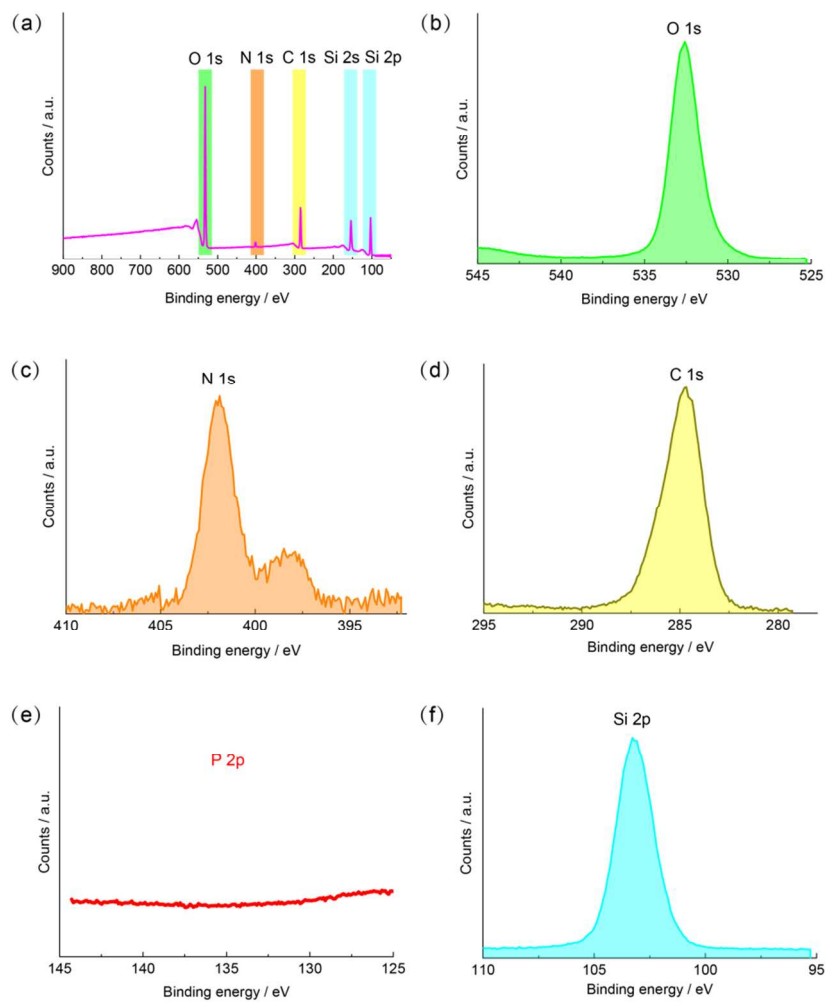 (a)
O 1s N 1s C 1s Si 2s Si 2p
Counts / a.u.
900 800 700 600 500 400 300 200 100
Binding energy / eV
(b)
O 1s
Counts / a.u.
545 540 535 530 525
Binding energy / eV
(c)
N 1s
Counts / a.u.
410 405 400 395
Binding energy / eV
(d)
C 1s
Counts / a.u.
295 290 285 280
Binding energy / eV
(e)
P 2p
Counts / a.u.
145 140 135 130 125
Binding energy / eV
(f)
Si 2p
Counts / a.u.
110 105 100 95
Binding energy / eV